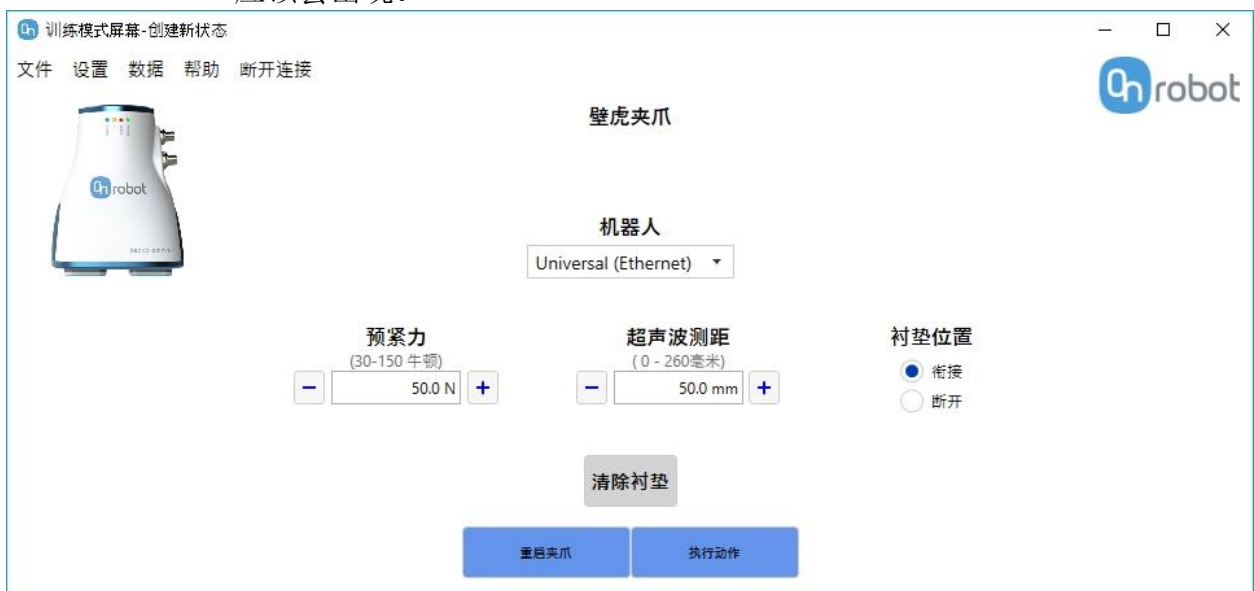 训练模式屏幕-创建新状态
文件 设置 数据 帮助 断开连接
On robot
壁虎夹爪
On robot
机器人
Universal (Ethernet)
预紧力 超声波测距 衬垫位置
(30-150 牛顿) ( 0 - 260毫米)
衔接
− 50.0 N + − 50.0 mm +
断开
清除衬垫
重启夹爪 执行动作